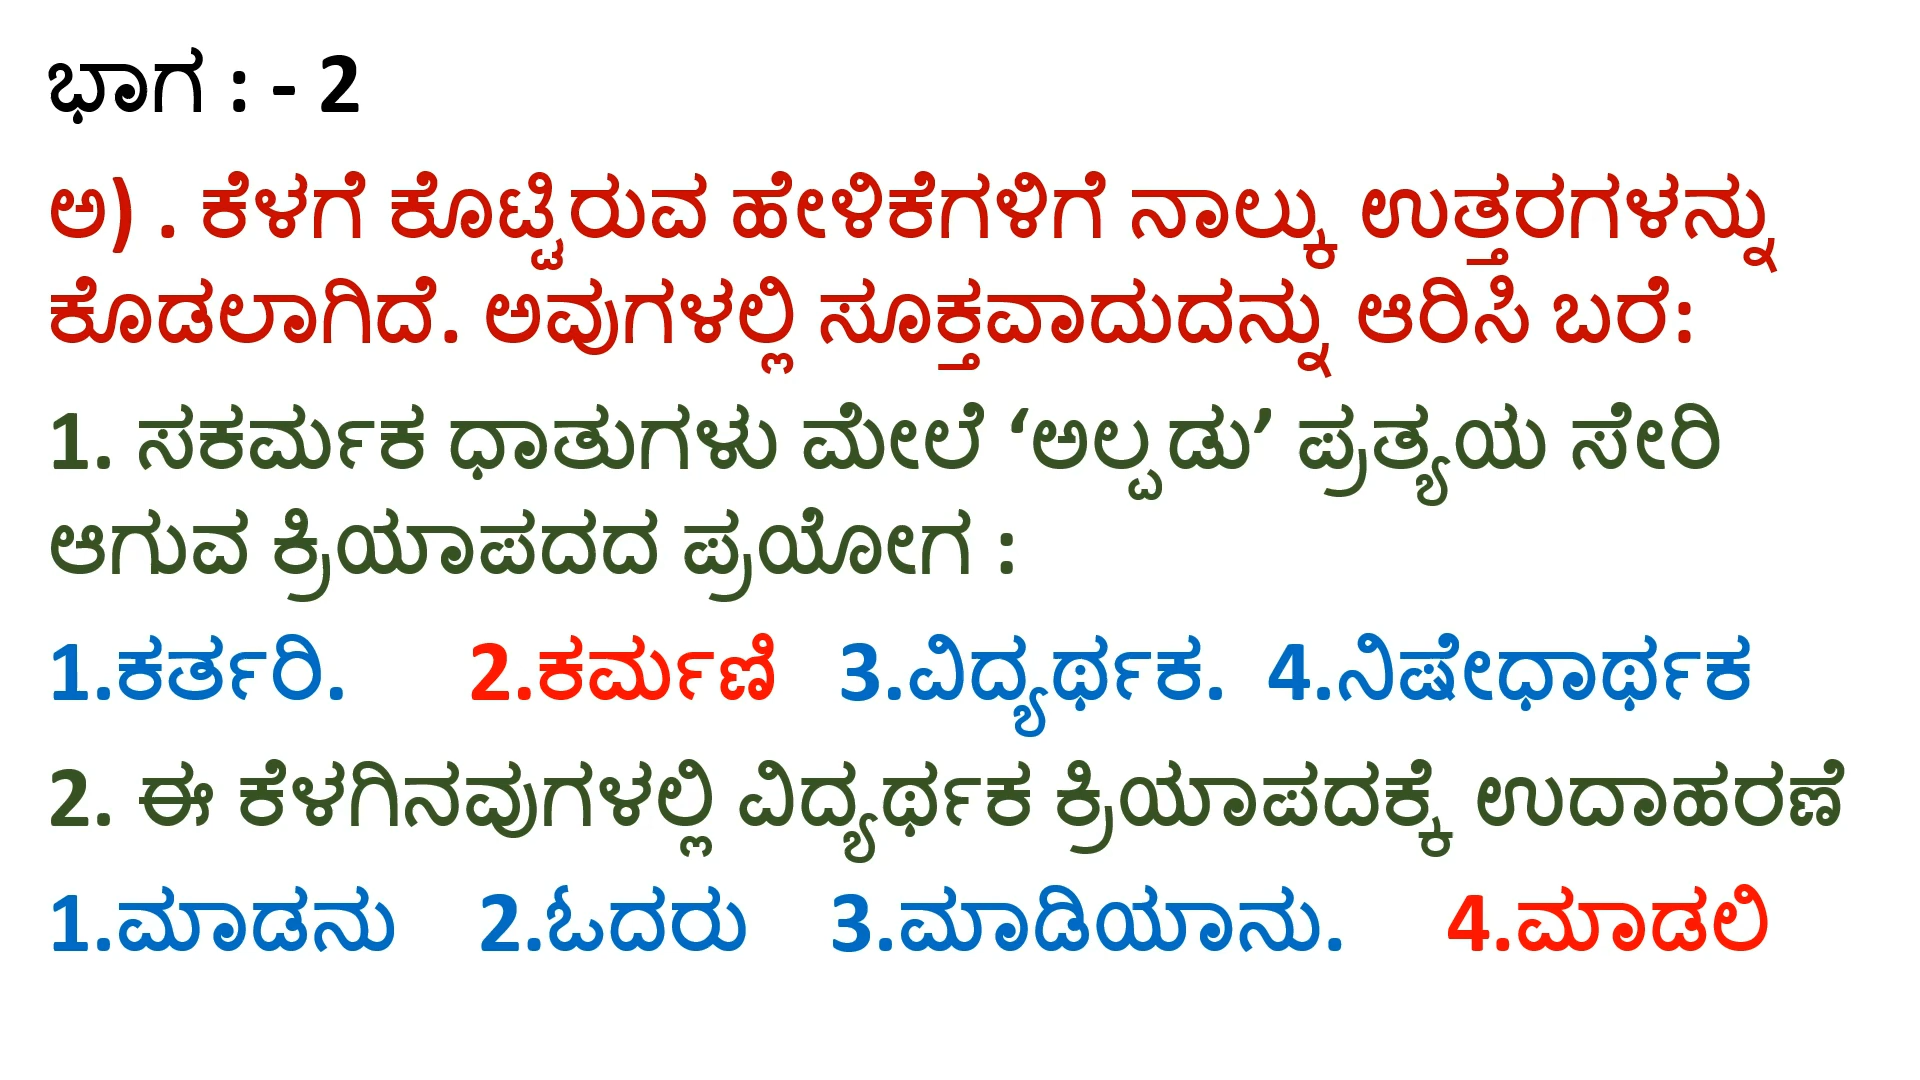 ಭಾಗ : - 2
ಅ) . ಕೆಳಗೆ ಕೊಟ್ಟಿರುವ ಹೇಳಿಕೆಗಳಿಗೆ ನಾಲ್ಕು ಉತ್ತರಗಳನ್ನು
ಕೊಡಲಾಗಿದೆ. ಅವುಗಳಲ್ಲಿ ಸೂಕ್ತವಾದುದನ್ನು ಆರಿಸಿ ಬರೆ:
1. ಸಕರ್ಮಕ ಧಾತುಗಳು ಮೇಲೆ ‘ಅಲ್ಪಡು’ ಪ್ರತ್ಯಯ ಸೇರಿ
ಆಗುವ ಕ್ರಿಯಾಪದದ ಪ್ರಯೋಗ :
1.ಕರ್ತರಿ. 2.ಕರ್ಮಣಿ 3.ವಿದ್ಯರ್ಥಕ. 4.ನಿಷೇಧಾರ್ಥಕ
2. ಈ ಕೆಳಗಿನವುಗಳಲ್ಲಿ ವಿದ್ಯರ್ಥಕ ಕ್ರಿಯಾಪದಕ್ಕೆ ಉದಾಹರಣೆ
1.ಮಾಡನು 2.ಓದರು 3.ಮಾಡಿಯಾನು. 4.ಮಾಡಲಿ